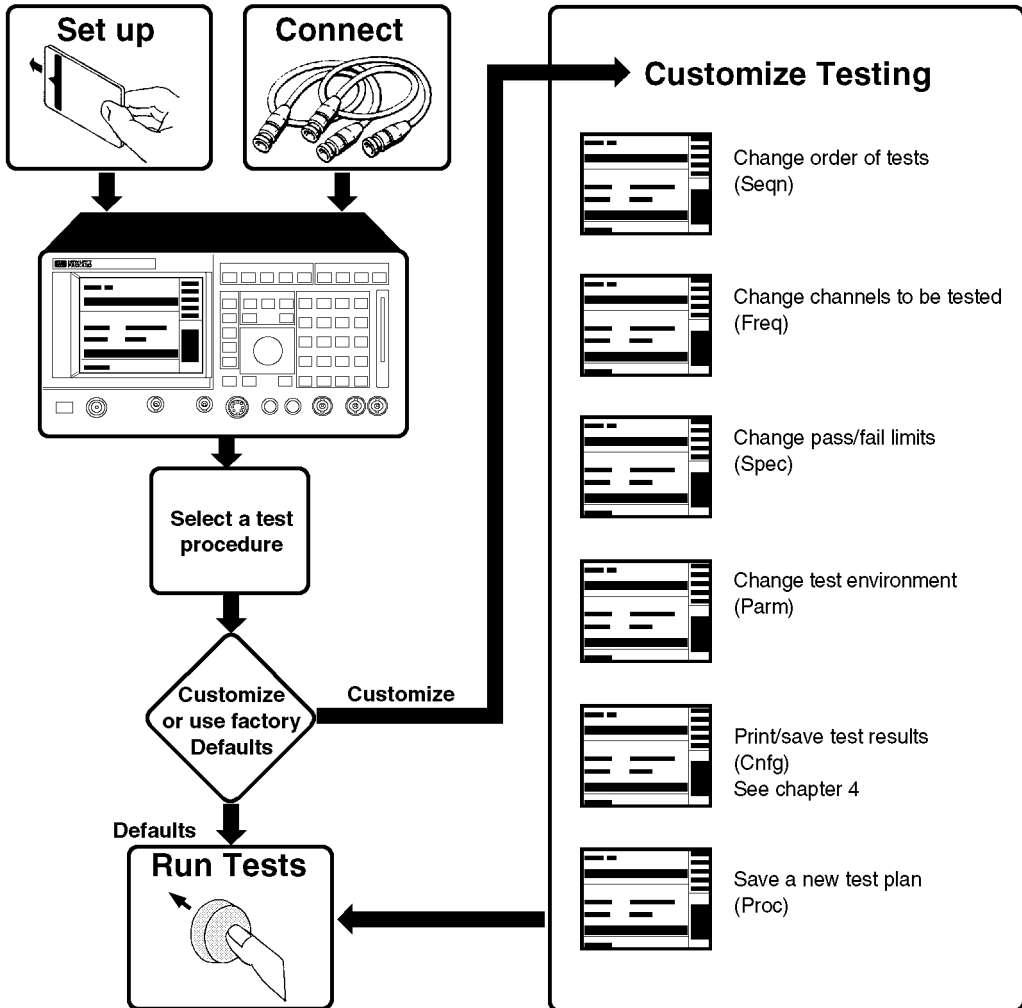 Set up
Connect
Select a test
procedure
Customize
or use factory
Defaults
Customize
Defaults
Run Tests
Customize Testing
Change order of tests
(Seqn)
Change channels to be tested
(Freq)
Change pass/fail limits
(Spec)
Change test environment
(Parm)
Print/save test results
(Cnfg)
See chapter 4
Save a new test plan
(Proc)